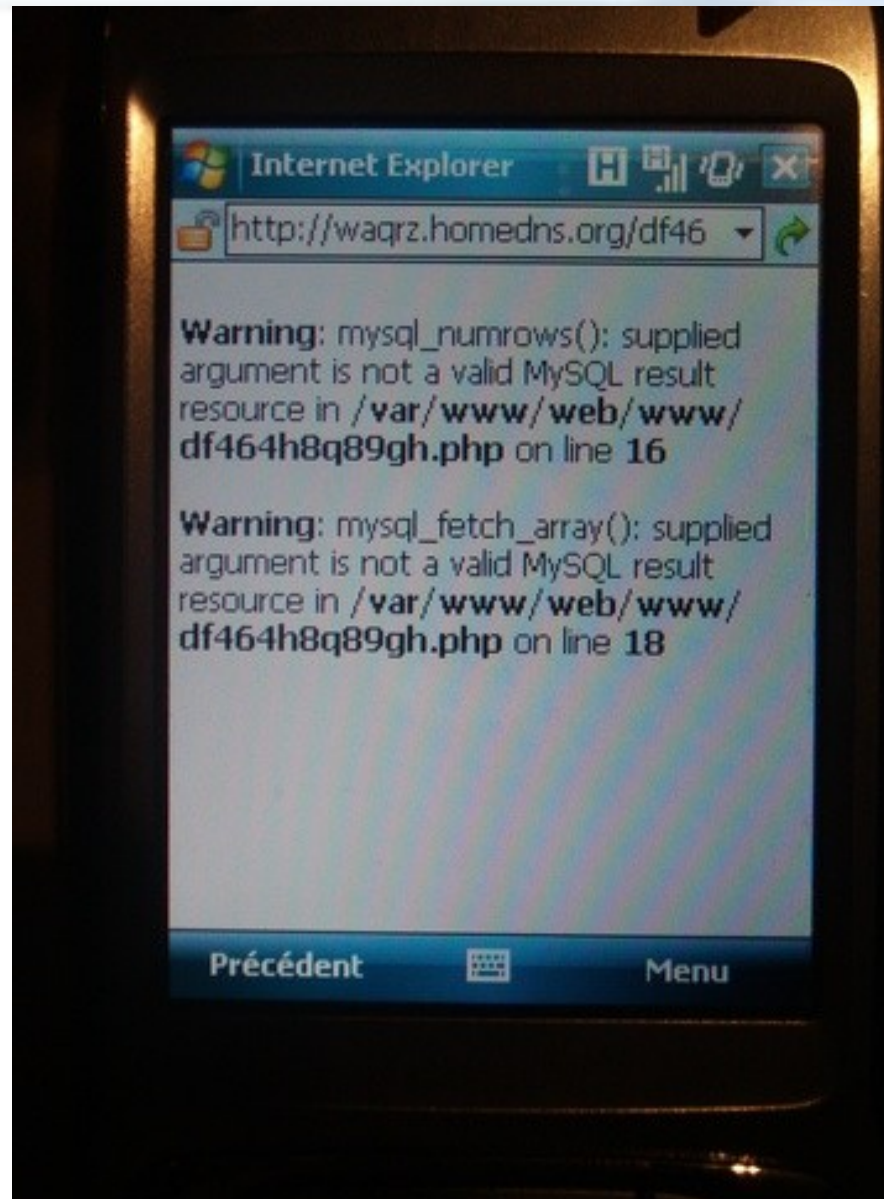 Internet Explorer
H H
http://waqrz.homedns.org/df46
Warning: mysql_numrows(): supplied
argument is not a valid MySQL result
resource in /var/www/web/www/
df464h8q89gh.php on line 16
Warning: mysql_fetch_array(): supplied
argument is not a valid MySQL result
resource in /var/www/web/www/
df464h8q89gh.php on line 18
Précédent
Menu